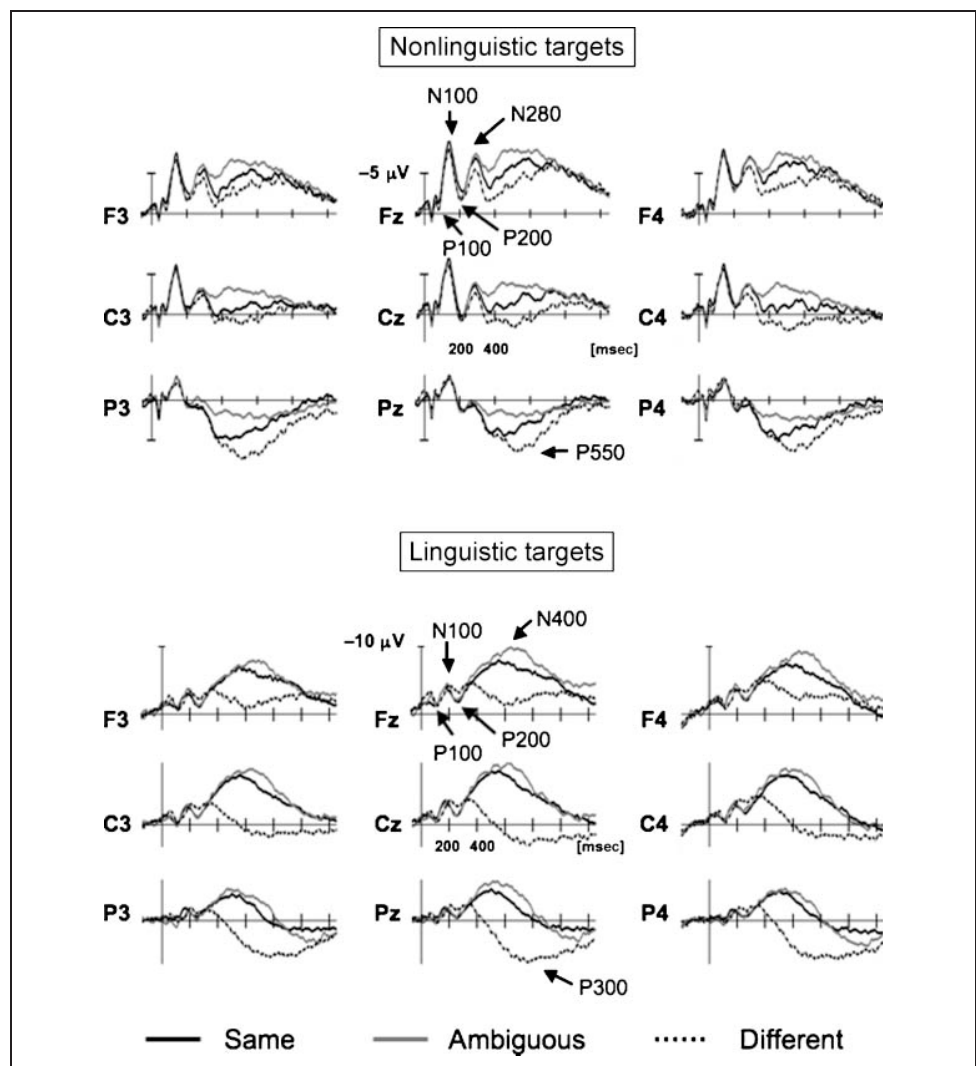 Nonlinguistic targets
N100
N280
–5 µV
F3
Fz
F4
P100
P200
C3
Cz
C4
200 400 [msec]
P3
Pz
P4
P550
Linguistic targets
N100
N400
–10 µV
F3
Fz
F4
P100
P200
C3
Cz
C4
200 400 [msec]
P3
Pz
P4
P300
Same Ambiguous Different